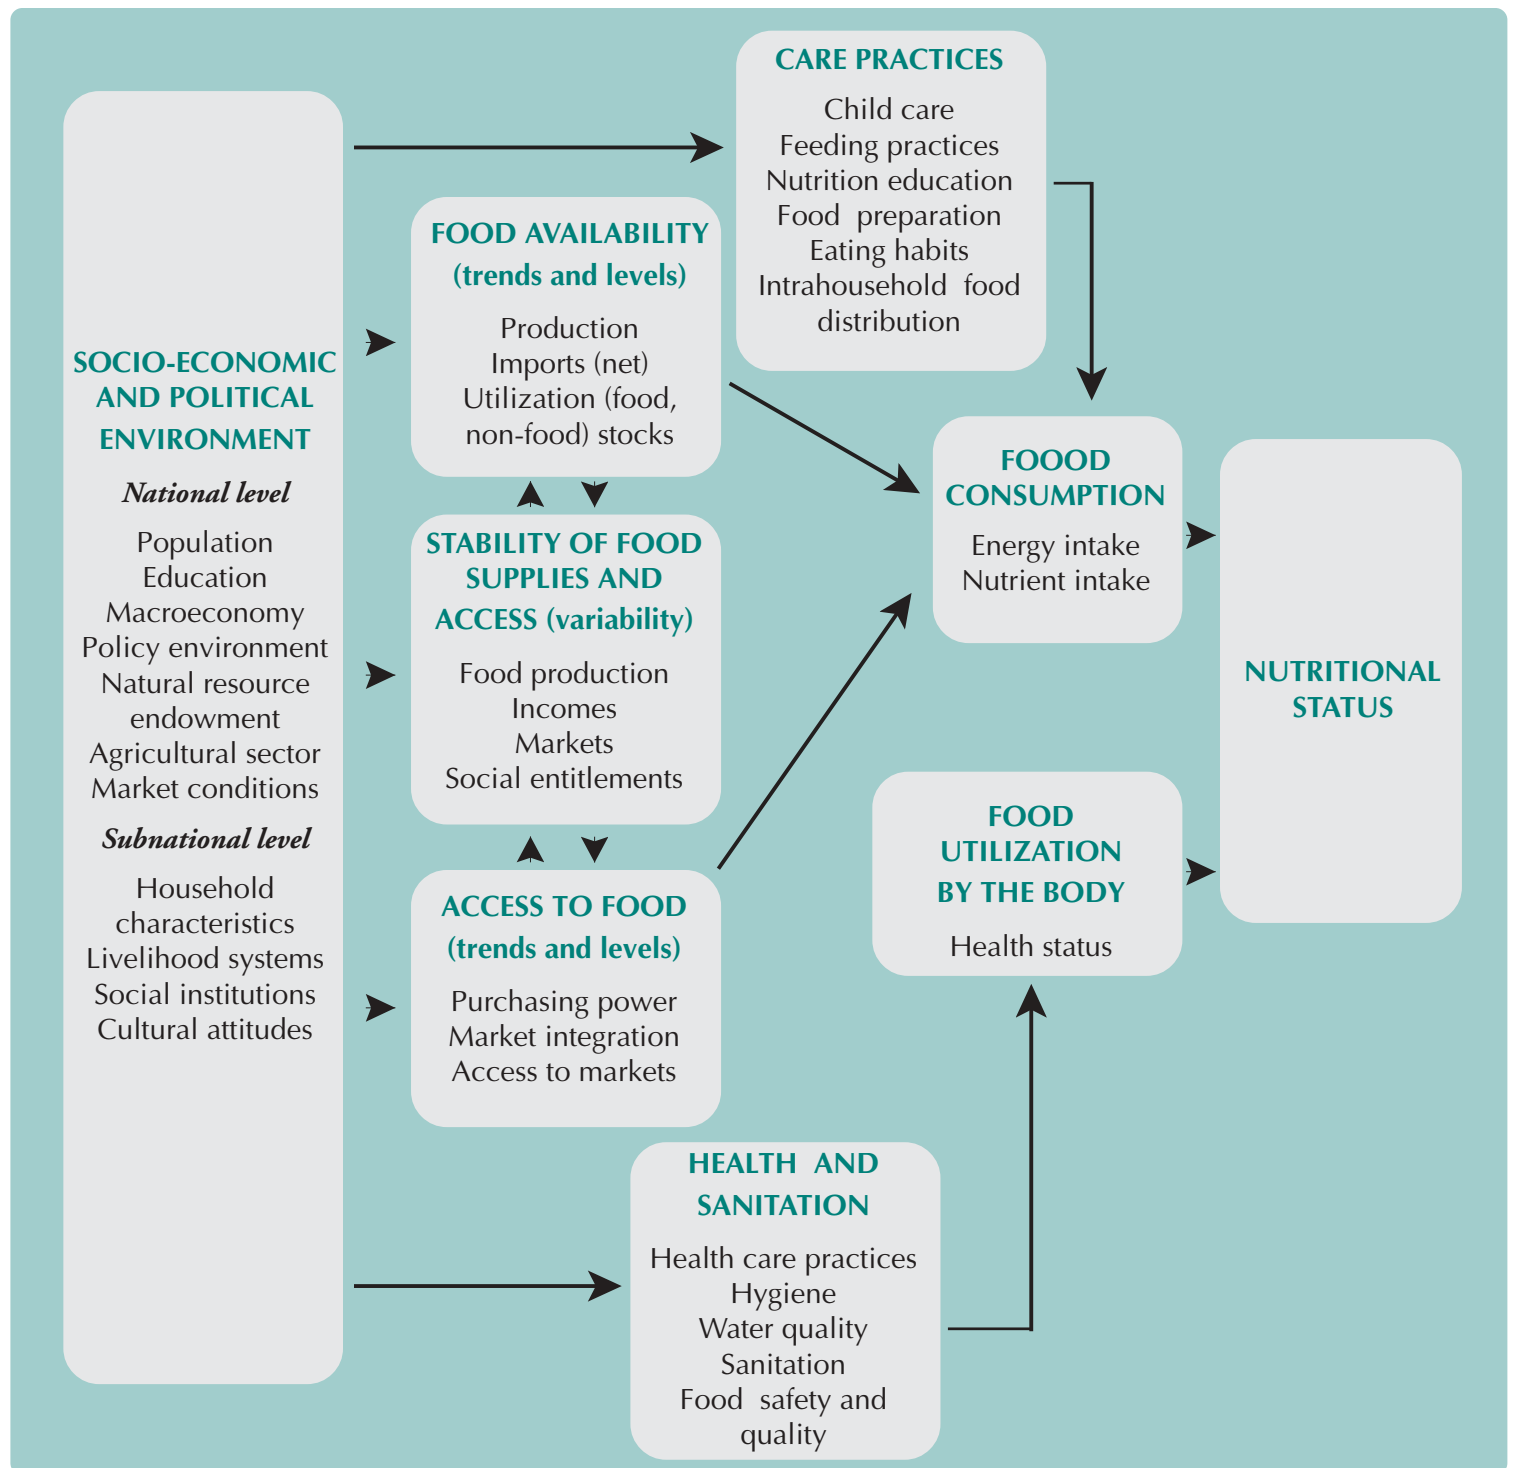 SOCIO-ECONOMIC
AND POLITICAL
ENVIRONMENT
National level
Population
Education
Macroeconomy
Policy environment
Natural resource
endowment
Agricultural sector
Market conditions
Subnational level
Household
characteristics
Livelihood systems
Social institutions
Cultural attitudes
CARE PRACTICES
Child care
Feeding practices
Nutrition education
Food preparation
Eating habits
Intrahousehold food
distribution
FOOD AVAILABILITY
(trends and levels)
Production
Imports (net)
Utilization (food,
non-food) stocks
STABILITY OF FOOD
SUPPLIES AND
ACCESS (variability)
Food production
Incomes
Markets
Social entitlements
ACCESS TO FOOD
(trends and levels)
Purchasing power
Market integration
Access to markets
HEALTH AND
SANITATION
Health care practices
Hygiene
Water quality
Sanitation
Food safety and
quality
FOOOD
CONSUMPTION
Energy intake
Nutrient intake
FOOD
UTILIZATION
BY THE BODY
Health status
NUTRITIONAL
STATUS